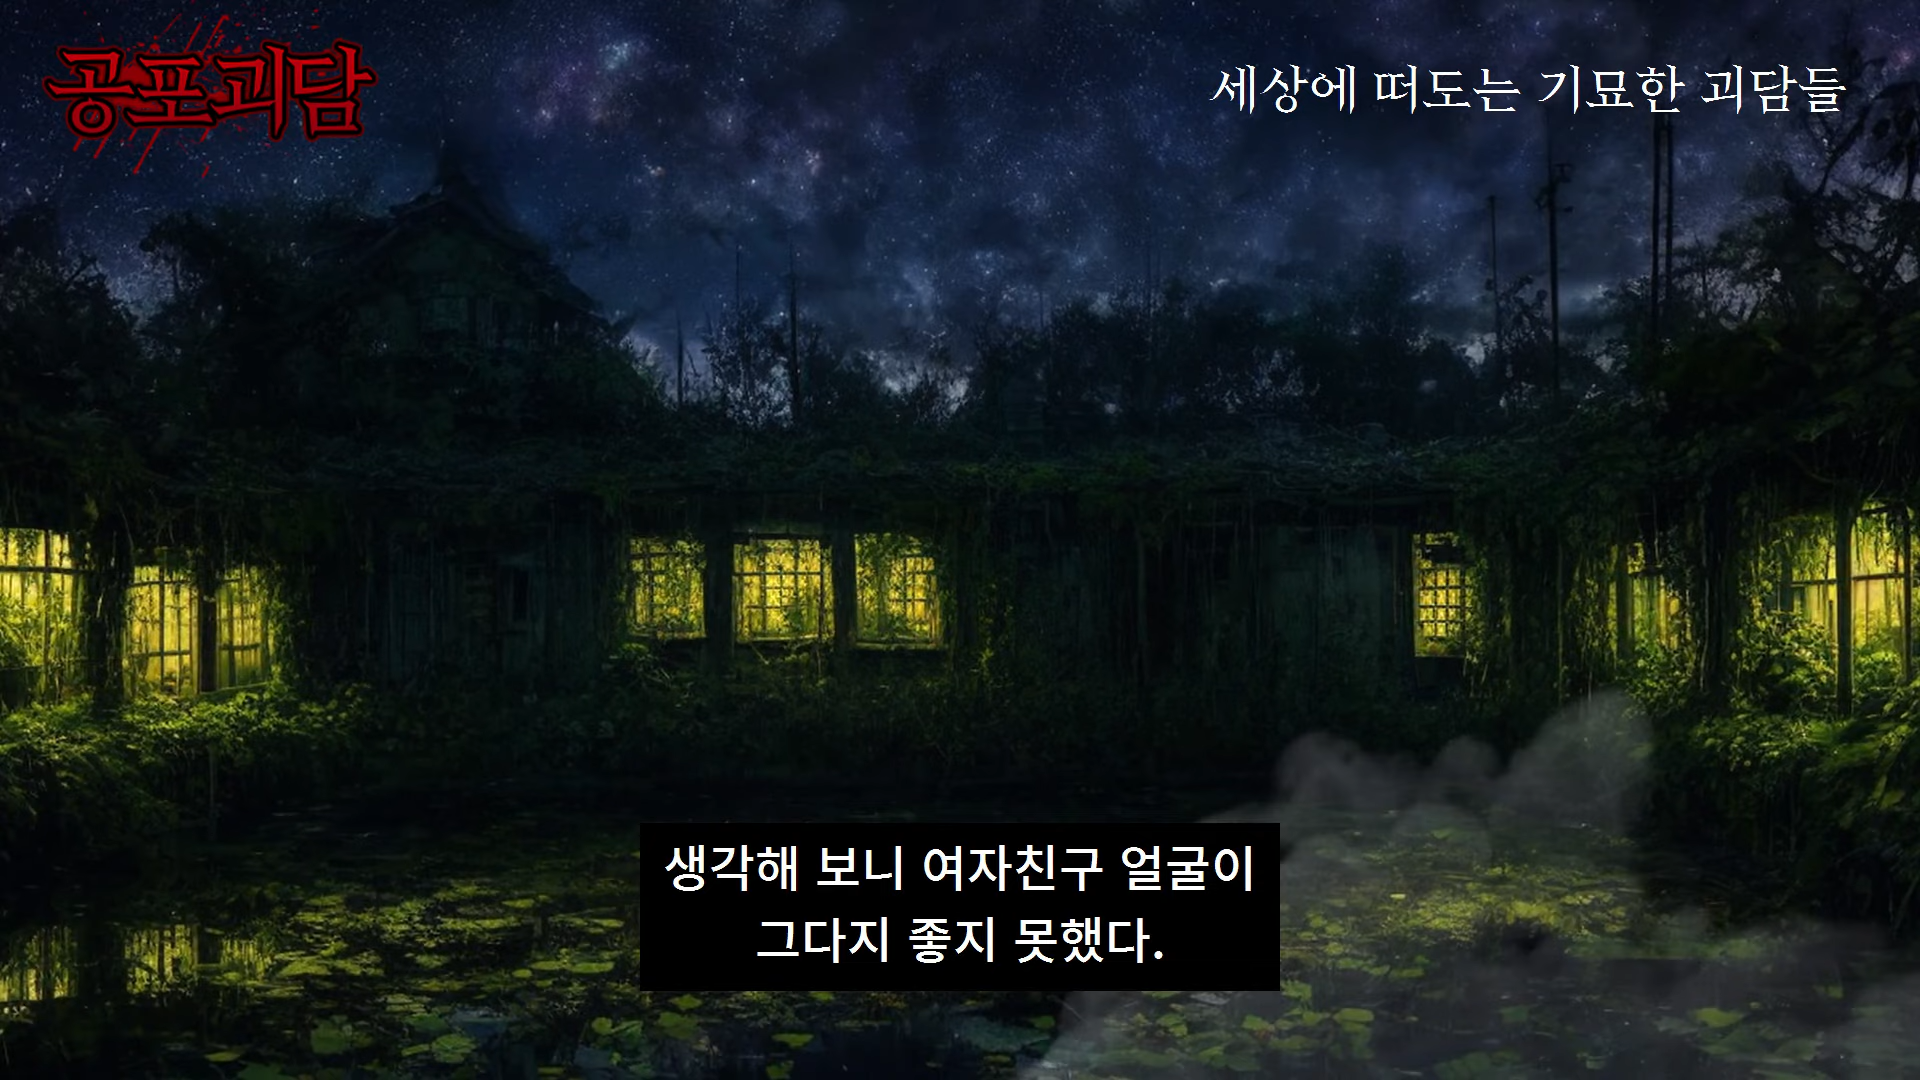 공포괴담
세상에 떠도는 기묘한 괴담들
생각해 보니 여자친구 얼굴이
그다지 좋지 못했다.